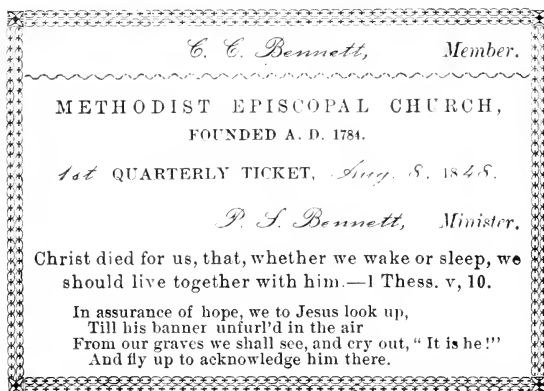 C. C. Bennett, Member.
METHODIST EPISCOPAL CHURCH,
FOUNDED A. D. 1784.
1st QUARTERLY TICKET, Aug. 8. 1848.
P. S. Bennett, Minister.
Christ died for us, that, whether we wake or sleep, we
should live together with him.—1 Thess. v, 10.
In assurance of hope, we to Jesus look up,
Till his banner unfurl'd in the air
From our graves we shall see, and cry out, "It is he!"
And fly up to acknowledge him there.